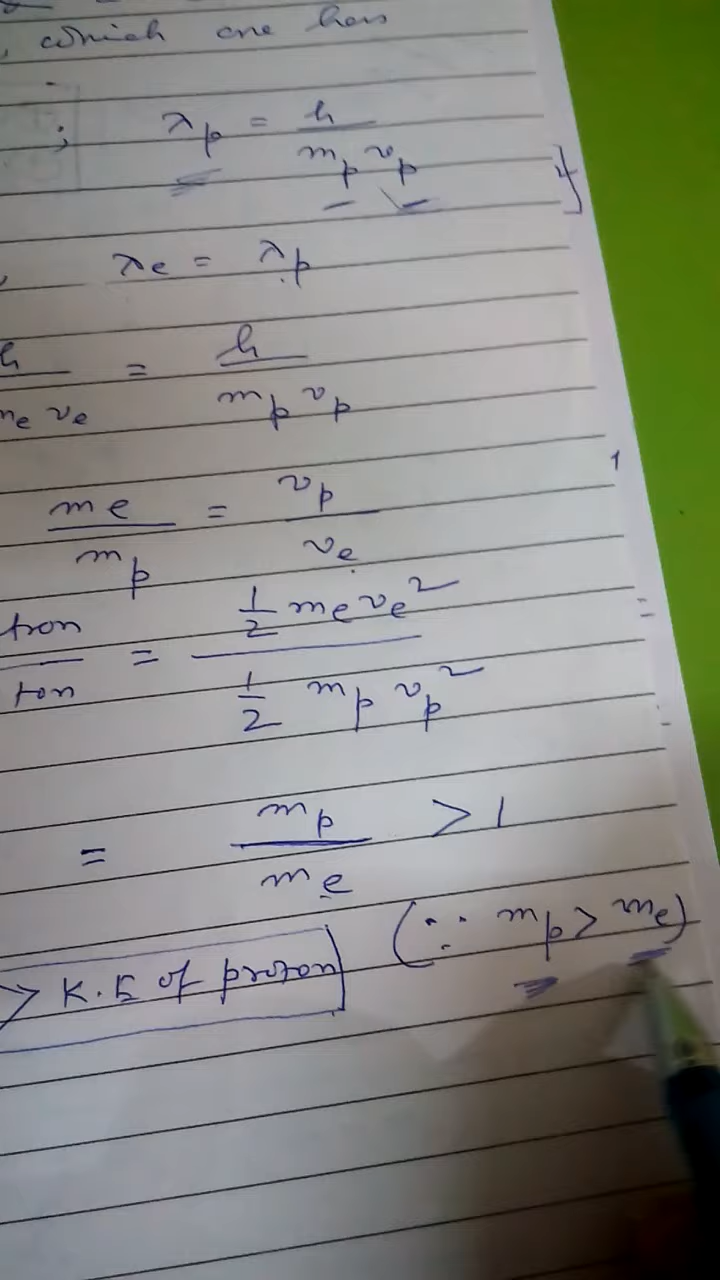 , which one has
; λp = h / mp vp }
, λe = λp
h / me ve = h / mp vp
me / mp = vp / ve
tron / ton = ½ me ve² / ½ mp vp²
= mp / me > 1
> K.E of proton (∵ mp > me)